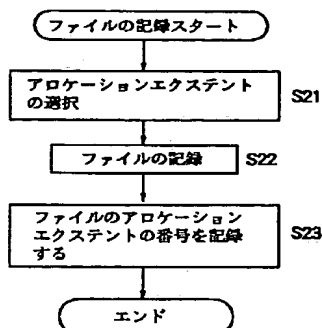 ファイルの記録スタート
アロケーションエクステント
の選択
S21
ファイルの記録
S22
ファイルのアロケーション
エクステントの番号を記録
する
S23
エンド